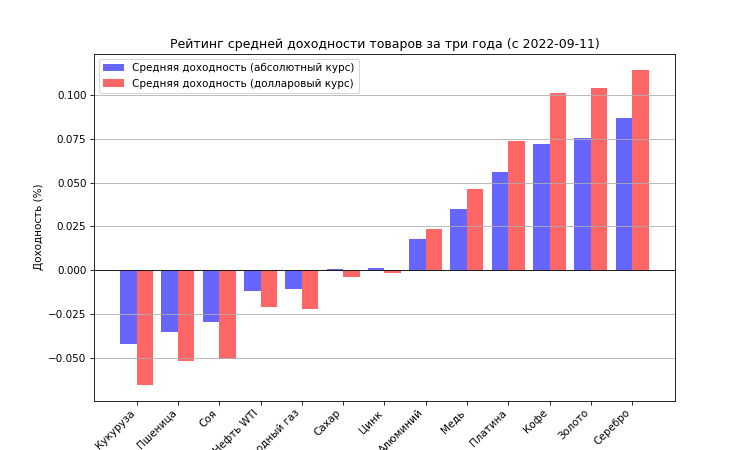 Рейтинг средней доходности товаров за три года (с 2022-09-11)
Средняя доходность (абсолютный курс)
Средняя доходность (долларовый курс)
Доходность (%)
0.100
0.075
0.050
0.025
0.000
−0.025
−0.050
Кукуруза
Пшеница
Соя
Нефть WTI
одный газ
Сахар
Цинк
Алюминий
Медь
Платина
Кофе
Золото
Серебро